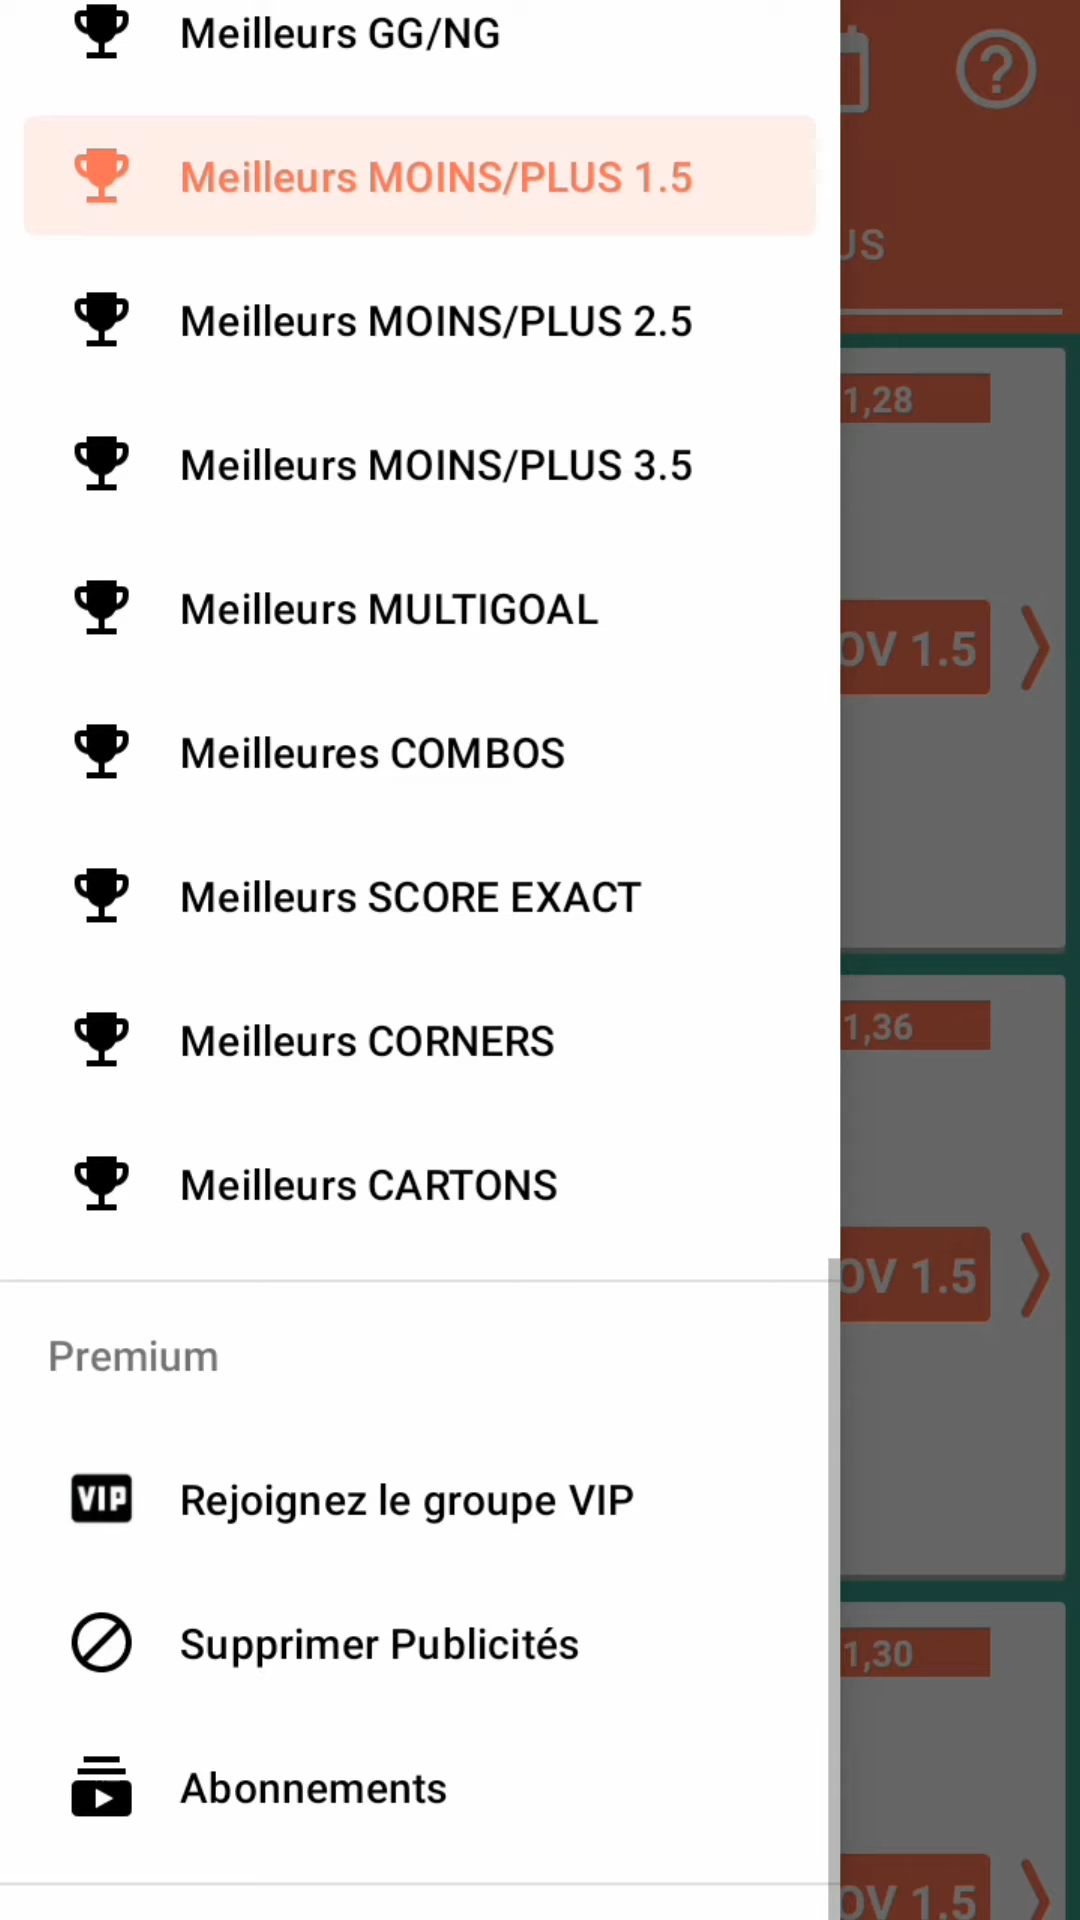 Meilleurs GG/NG
Meilleurs MOINS/PLUS 1.5
US
Meilleurs MOINS/PLUS 2.5
1,28
Meilleurs MOINS/PLUS 3.5
Meilleurs MULTIGOAL
OV 1.5
Meilleures COMBOS
Meilleurs SCORE EXACT
Meilleurs CORNERS
1,36
Meilleurs CARTONS
OV 1.5
Premium
VIP Rejoignez le groupe VIP
Supprimer Publicités
1,30
Abonnements
OV 1.5